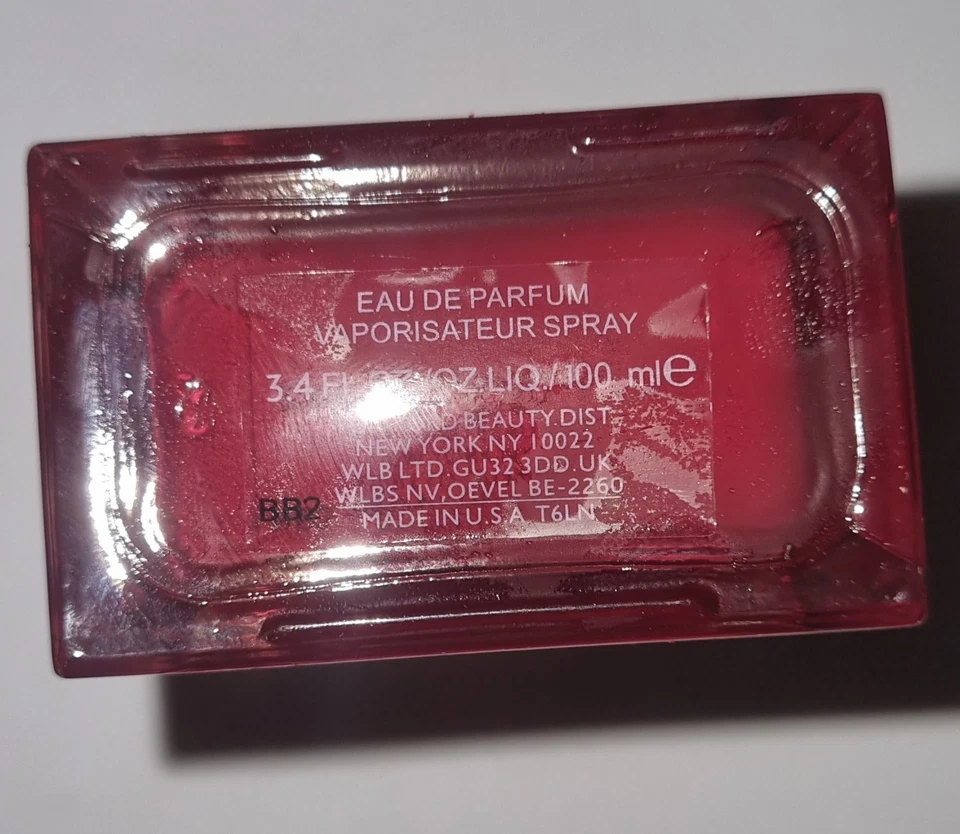 EAU DE PARFUM
VAPORISATEUR SPRAY
3.4 FL. OZ./OZ.LIQ./100 ml e
BEAUTY.DIST.
NEW YORK NY 10022
WLB LTD. GU32 3DD.UK.
WLBS NV,OEVEL BE-2260
BB2
MADE IN U.S.A T6LN